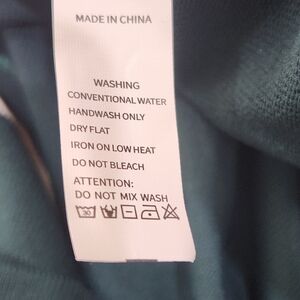 MADE IN CHINA
WASHING
CONVENTIONAL WATER
HANDWASH ONLY
DRY FLAT
IRON ON LOW HEAT
DO NOT BLEACH
ATTENTION:
DO NOT MIX WASH